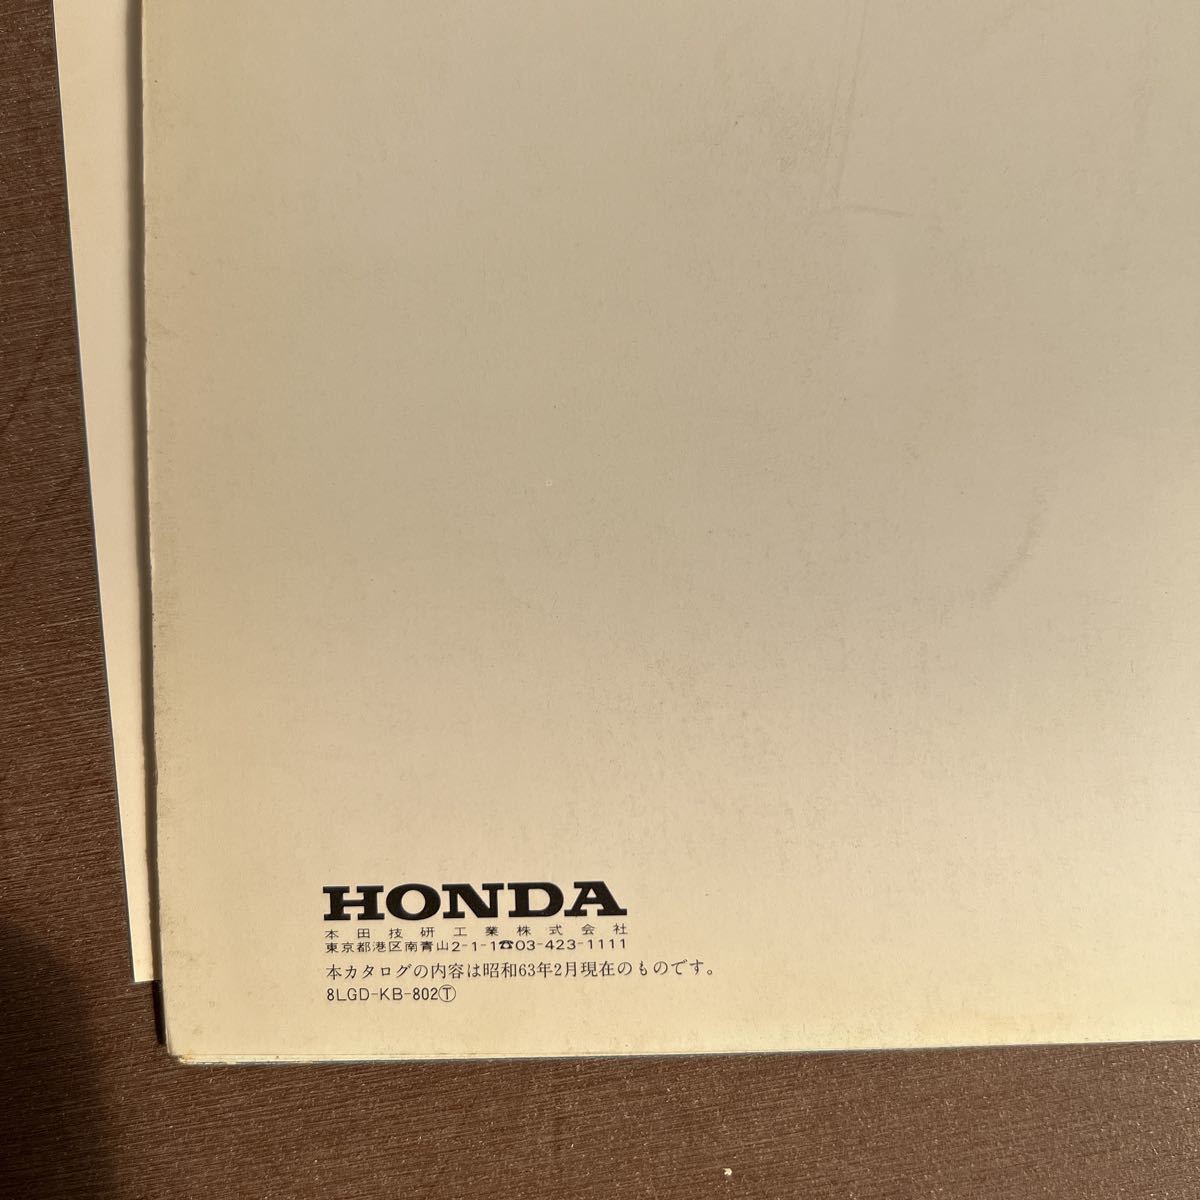 HONDA
本田技研工業株式会社
東京都港区南青山2-1-1☎03-423-1111
本カタログの内容は昭和63年2月現在のものです。
8LGD-KB-802Ⓣ